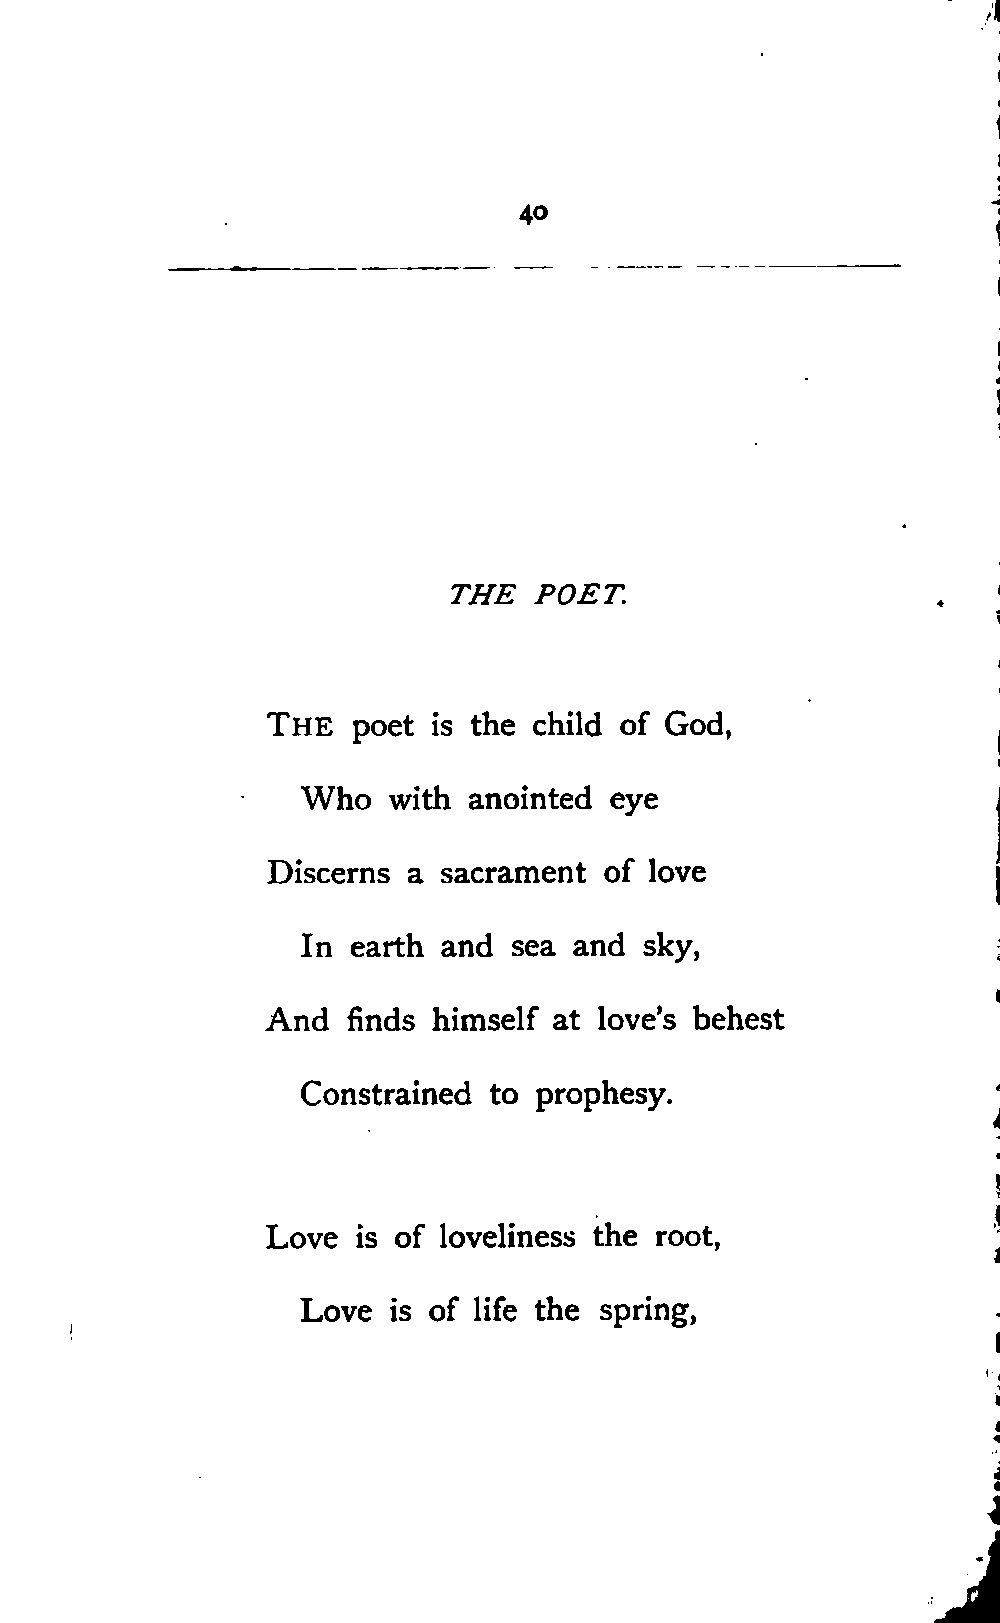 40
THE POET.
THE poet is the child of God,
Who with anointed eye
Discerns a sacrament of love
In earth and sea and sky,
And finds himself at love's behest
Constrained to prophesy.
Love is of loveliness the root,
Love is of life the spring,